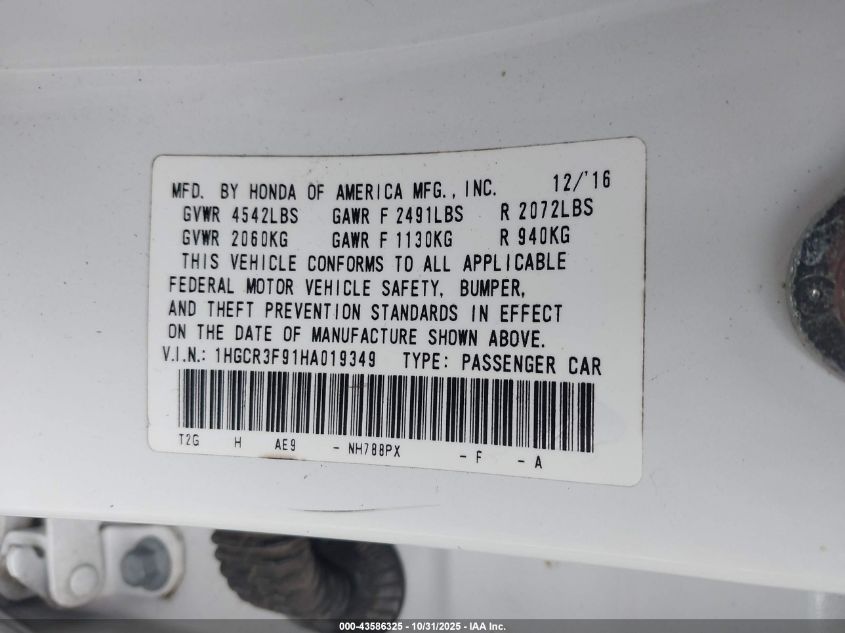 MFD. BY HONDA OF AMERICA MFG., INC. 12/'16
GVWR 4542LBS GAWR F 2491LBS R 2072LBS
GVWR 2060KG GAWR F 1130KG R 940KG
THIS VEHICLE CONFORMS TO ALL APPLICABLE
FEDERAL MOTOR VEHICLE SAFETY, BUMPER,
AND THEFT PREVENTION STANDARDS IN EFFECT
ON THE DATE OF MANUFACTURE SHOWN ABOVE.
V.I.N.: 1HGCR3F91HA019349 TYPE: PASSENGER CAR
T2G H AE9 - NH788PX - F - A
000-43586325 - 10/31/2025 - IAA Inc.